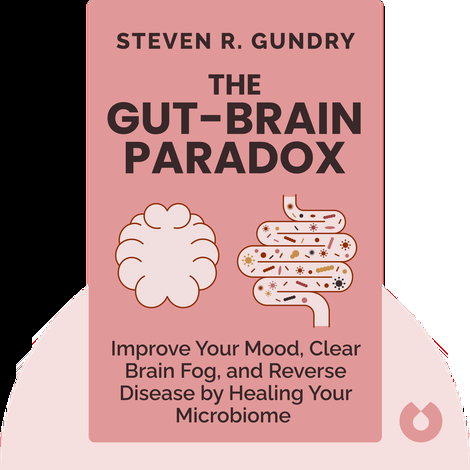 STEVEN R. GUNDRY
THE
GUT–BRAIN
PARADOX
Improve Your Mood, Clear
Brain Fog, and Reverse
Disease by Healing Your
Microbiome